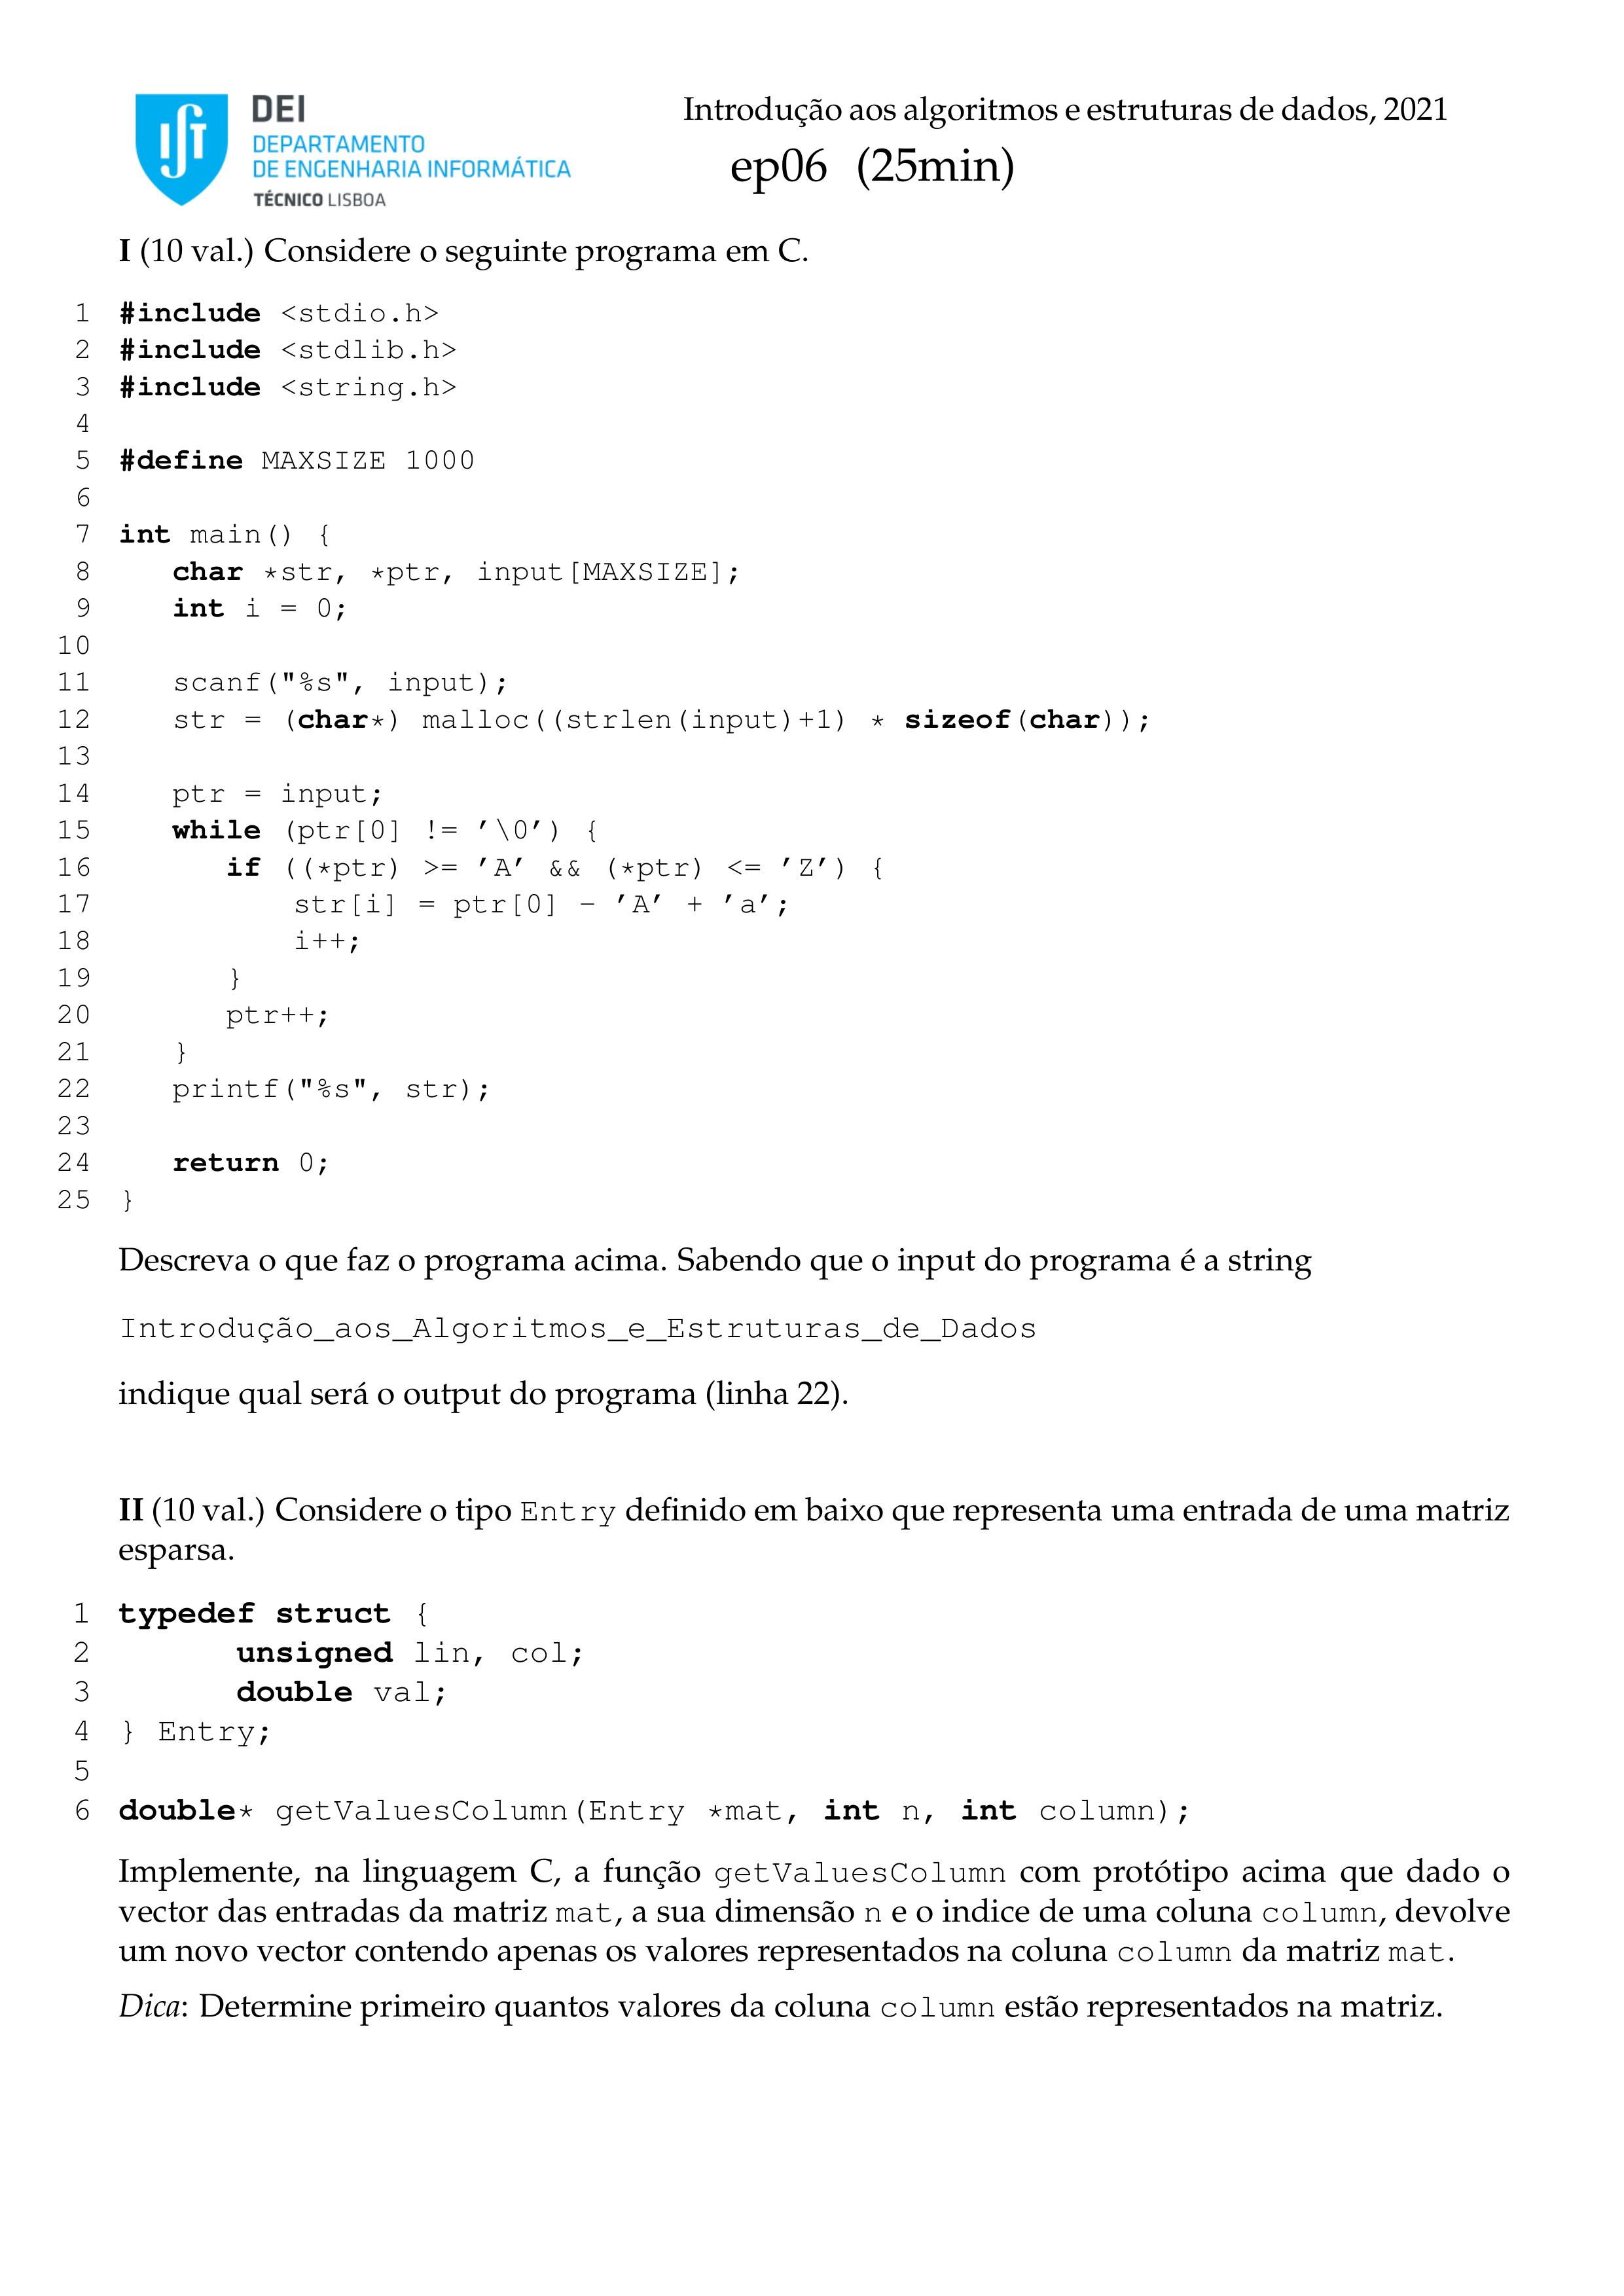 DEI
DEPARTAMENTO
DE ENGENHARIA INFORMÁTICA
TÉCNICO LISBOA
Introdução aos algoritmos e estruturas de dados, 2021
ep06 (25min)
I (10 val.) Considere o seguinte programa em C.
1 #include <stdio.h>
2 #include <stdlib.h>
3 #include <string.h>
4
5 #define MAXSIZE 1000
6
7 int main() {
8    char *str, *ptr, input[MAXSIZE];
9    int i = 0;
10
11    scanf("%s", input);
12    str = (char*) malloc((strlen(input)+1) * sizeof(char));
13
14    ptr = input;
15    while (ptr[0] != '\0') {
16       if ((*ptr) >= 'A' && (*ptr) <= 'Z') {
17           str[i] = ptr[0] - 'A' + 'a';
18           i++;
19       }
20       ptr++;
21    }
22    printf("%s", str);
23
24    return 0;
25 }
Descreva o que faz o programa acima. Sabendo que o input do programa é a string
Introdução_aos_Algoritmos_e_Estruturas_de_Dados
indique qual será o output do programa (linha 22).
II (10 val.) Considere o tipo Entry definido em baixo que representa uma entrada de uma matriz
esparsa.
1 typedef struct {
2       unsigned lin, col;
3       double val;
4 } Entry;
5
6 double* getValuesColumn(Entry *mat, int n, int column);
Implemente, na linguagem C, a função getValuesColumn com protótipo acima que dado o
vector das entradas da matriz mat, a sua dimensão n e o indice de uma coluna column, devolve
um novo vector contendo apenas os valores representados na coluna column da matriz mat.
Dica: Determine primeiro quantos valores da coluna column estão representados na matriz.